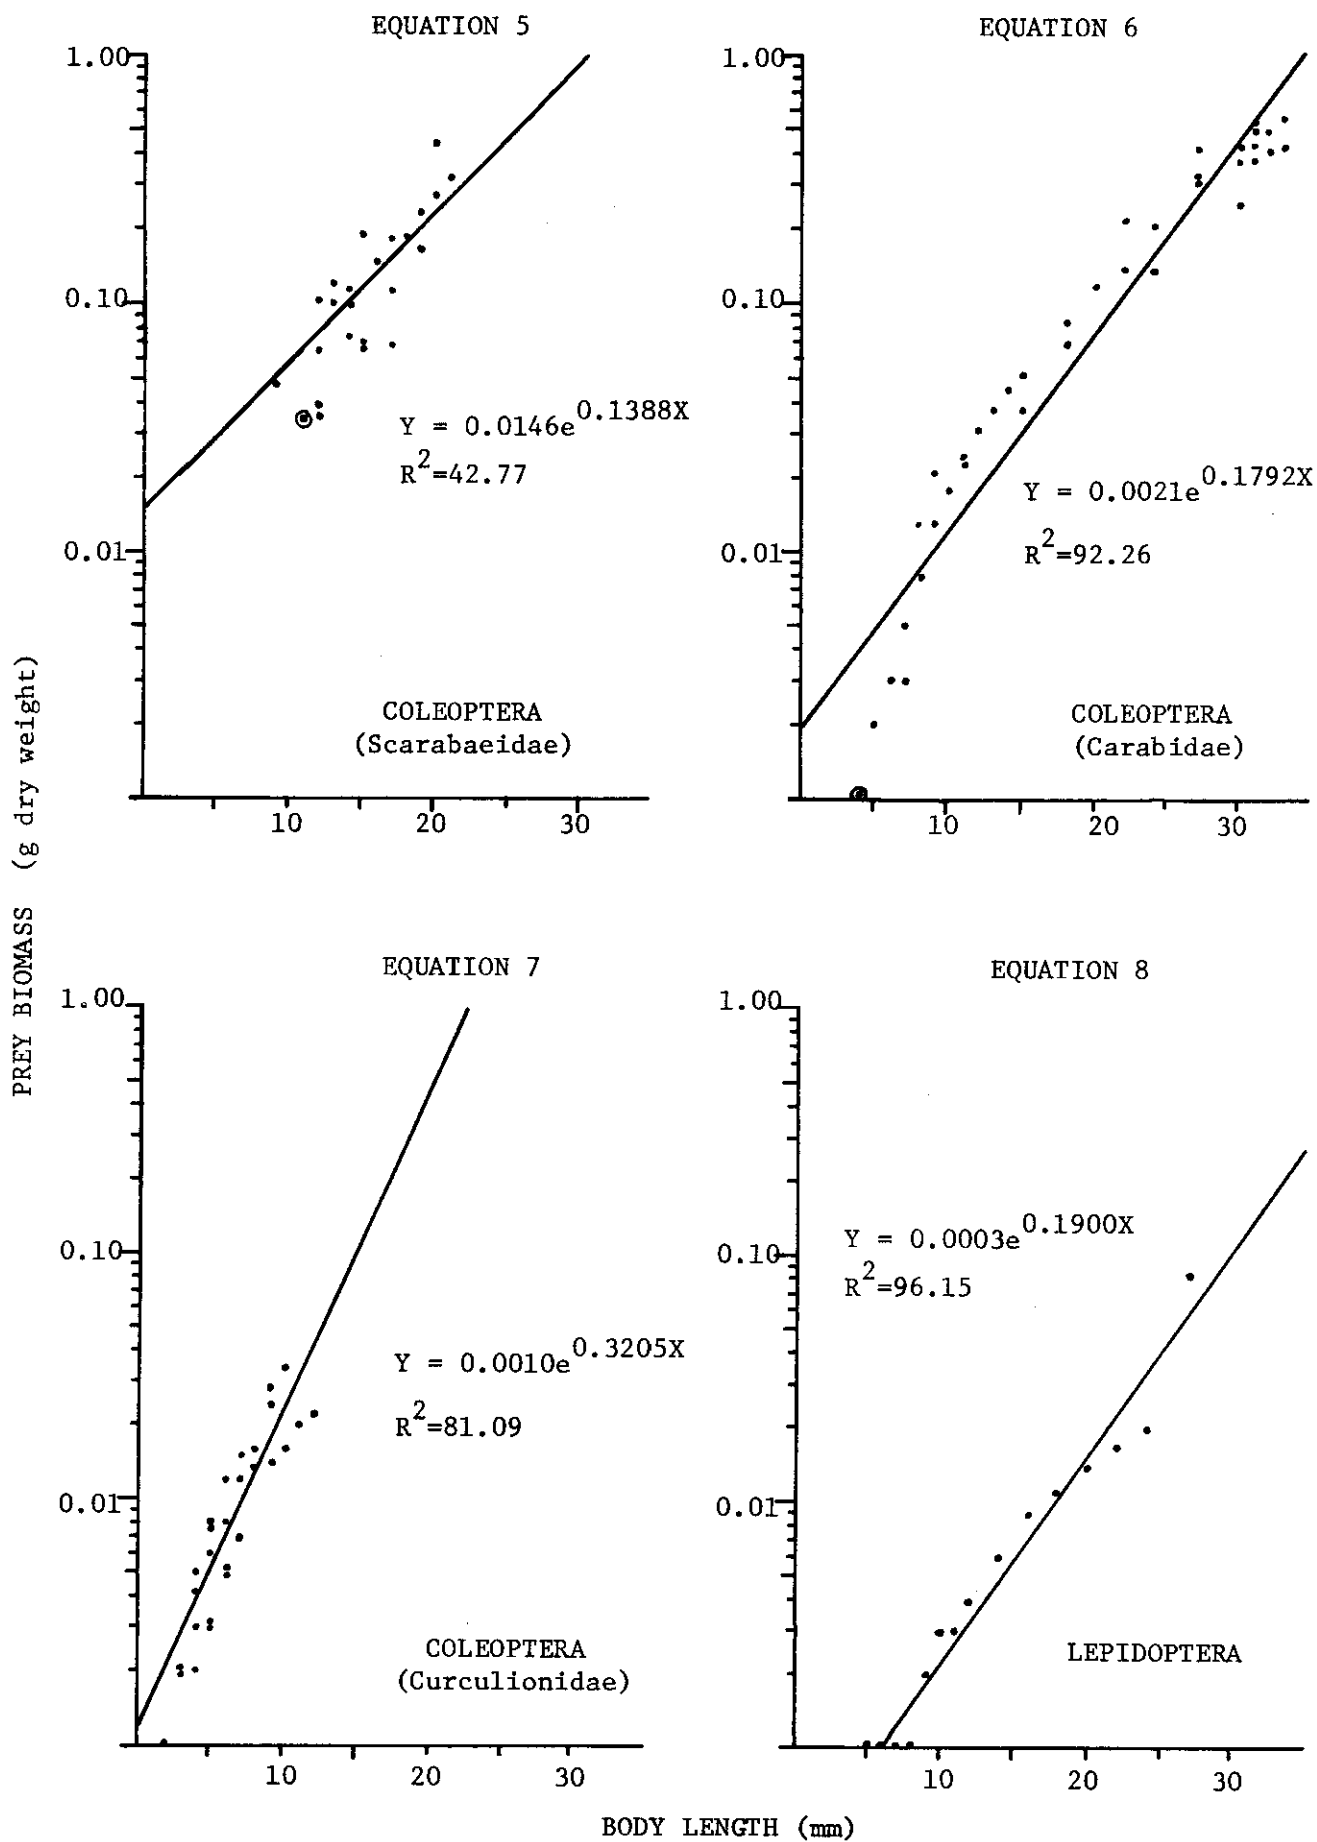 EQUATION 5
1.00
0.10
0.01
Y = 0.0146e^0.1388X
R^2=42.77
COLEOPTERA
(Scarabaeidae)
10 20 30
EQUATION 6
1.00
0.10
0.01
Y = 0.0021e^0.1792X
R^2=92.26
COLEOPTERA
(Carabidae)
10 20 30
PREY BIOMASS (g dry weight)
EQUATION 7
1.00
0.10
0.01
Y = 0.0010e^0.3205X
R^2=81.09
COLEOPTERA
(Curculionidae)
10 20 30
EQUATION 8
1.00
0.10
0.01
Y = 0.0003e^0.1900X
R^2=96.15
LEPIDOPTERA
10 20 30
BODY LENGTH (mm)